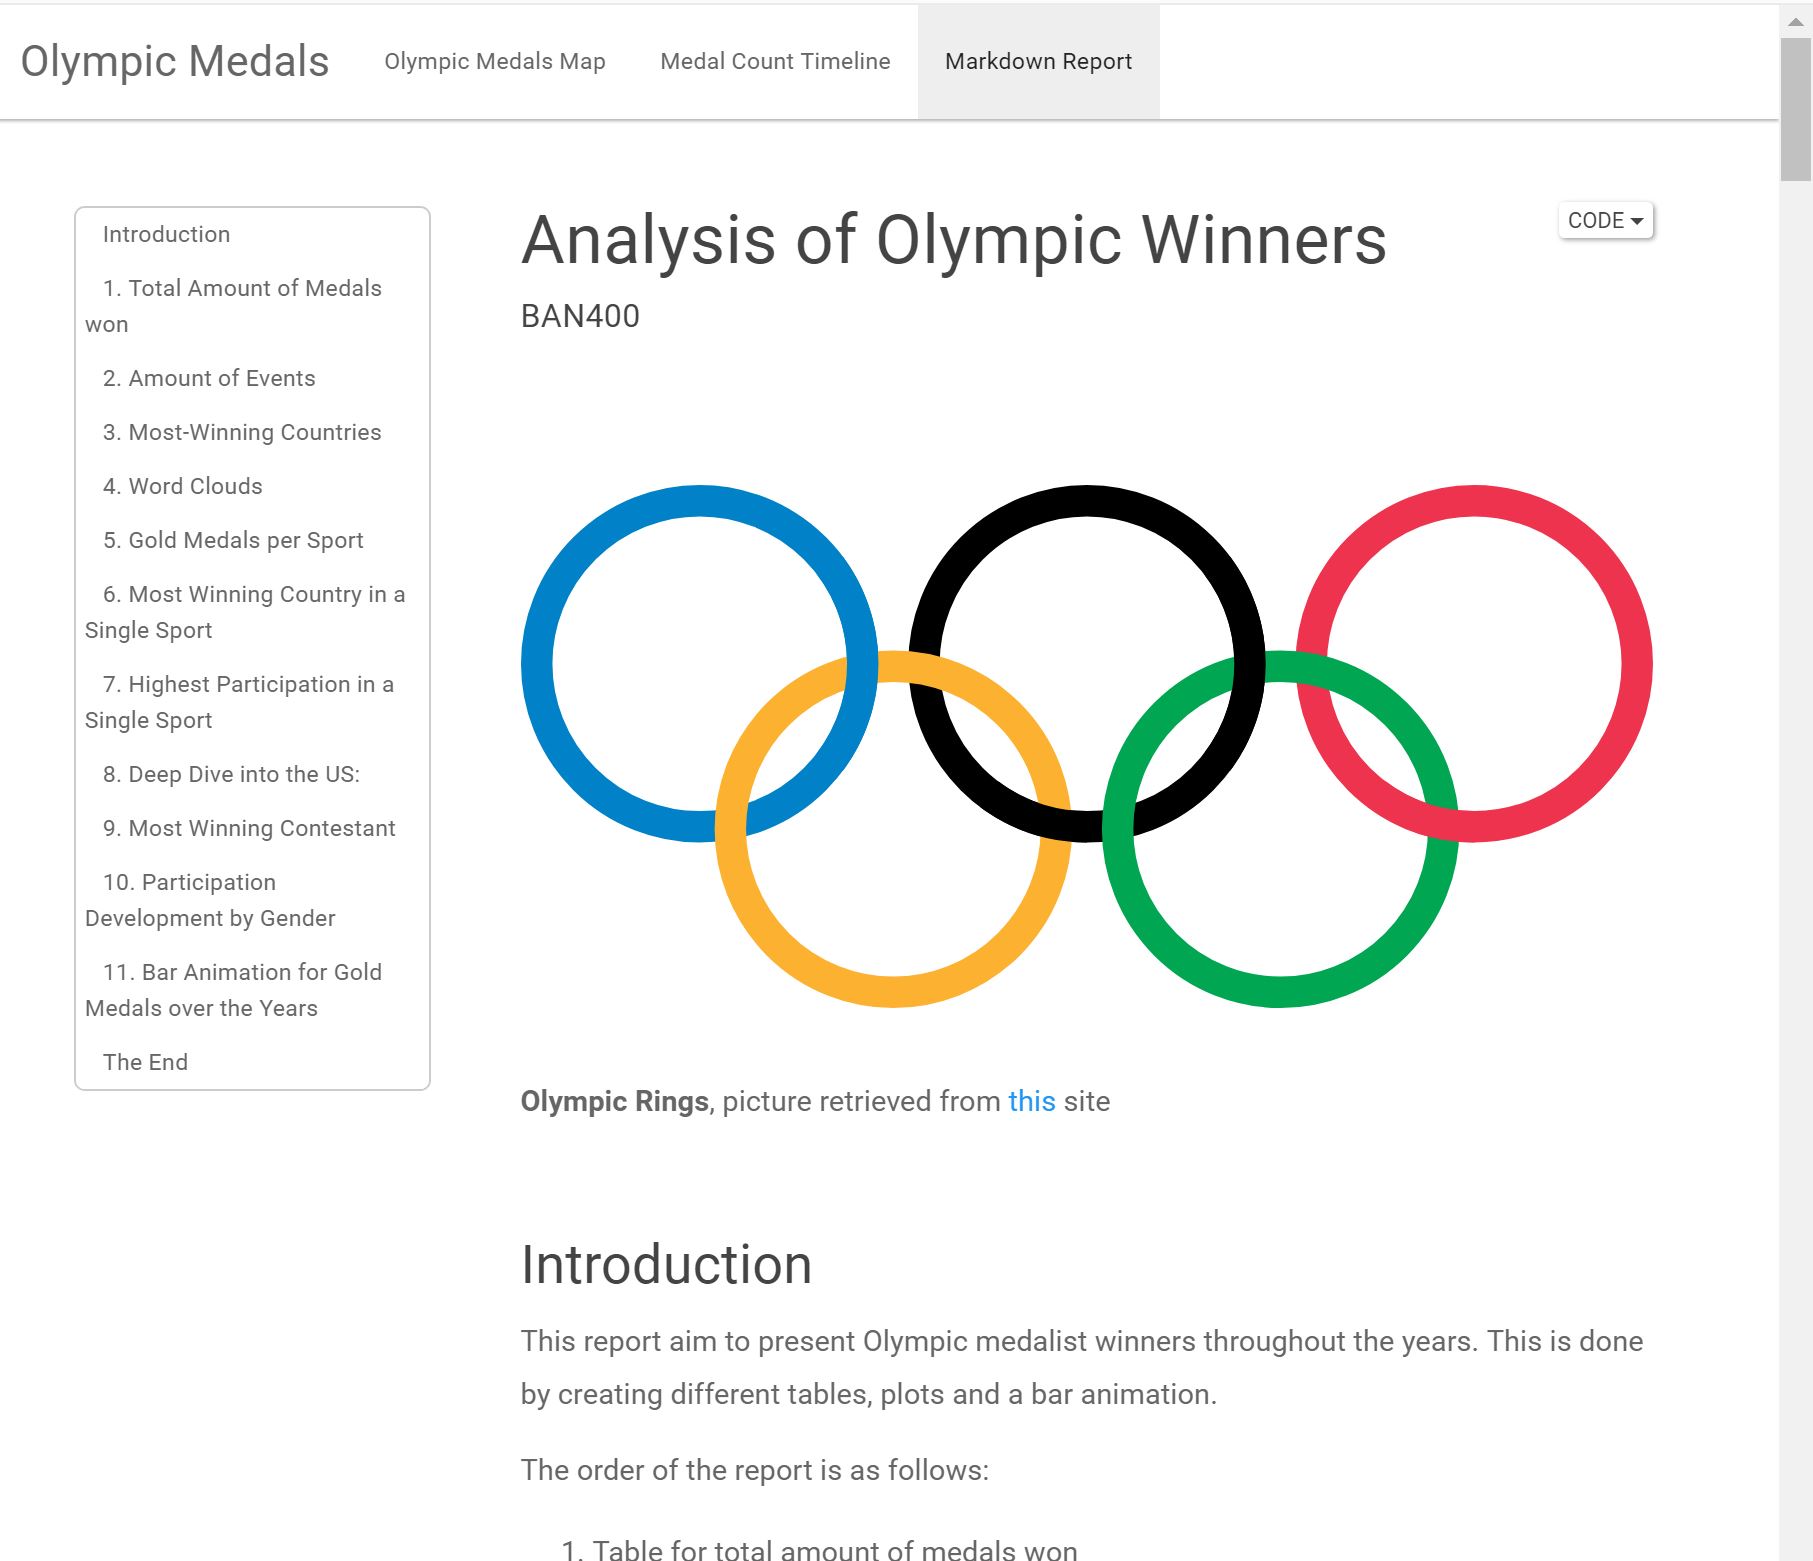 Olympic Medals
Olympic Medals Map
Medal Count Timeline
Markdown Report
Introduction
1. Total Amount of Medals
won
2. Amount of Events
3. Most-Winning Countries
4. Word Clouds
5. Gold Medals per Sport
6. Most Winning Country in a
Single Sport
7. Highest Participation in a
Single Sport
8. Deep Dive into the US:
9. Most Winning Contestant
10. Participation
Development by Gender
11. Bar Animation for Gold
Medals over the Years
The End
Analysis of Olympic Winners
CODE
BAN400
Olympic Rings, picture retrieved from this site
Introduction
This report aim to present Olympic medalist winners throughout the years. This is done
by creating different tables, plots and a bar animation.
The order of the report is as follows:
1. Table for total amount of medals won